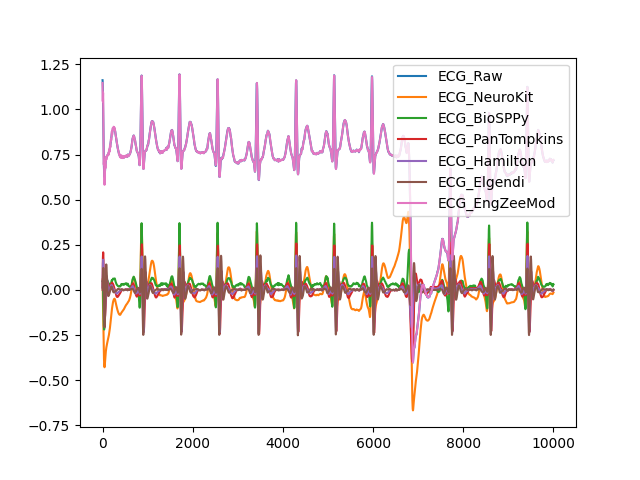 1.25
1.00
0.75
0.50
0.25
0.00
−0.25
−0.50
−0.75
0
2000
4000
6000
8000
10000
ECG_Raw
ECG_NeuroKit
ECG_BioSPPy
ECG_PanTompkins
ECG_Hamilton
ECG_Elgendi
ECG_EngZeeMod